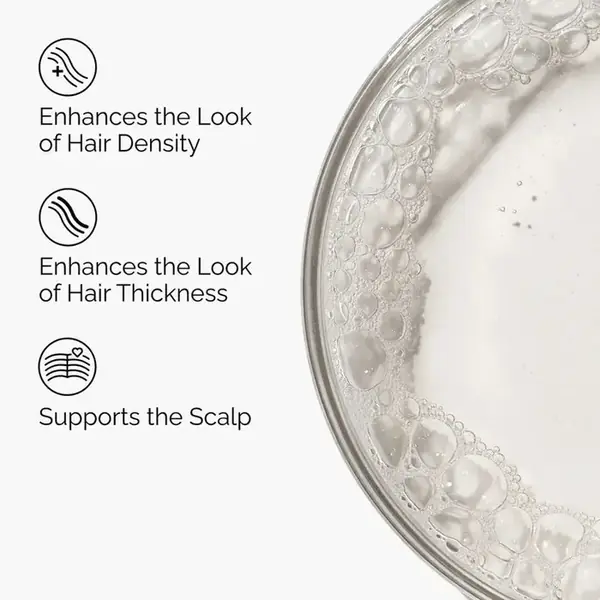 Enhances the Look
of Hair Density
Enhances the Look
of Hair Thickness
Supports the Scalp